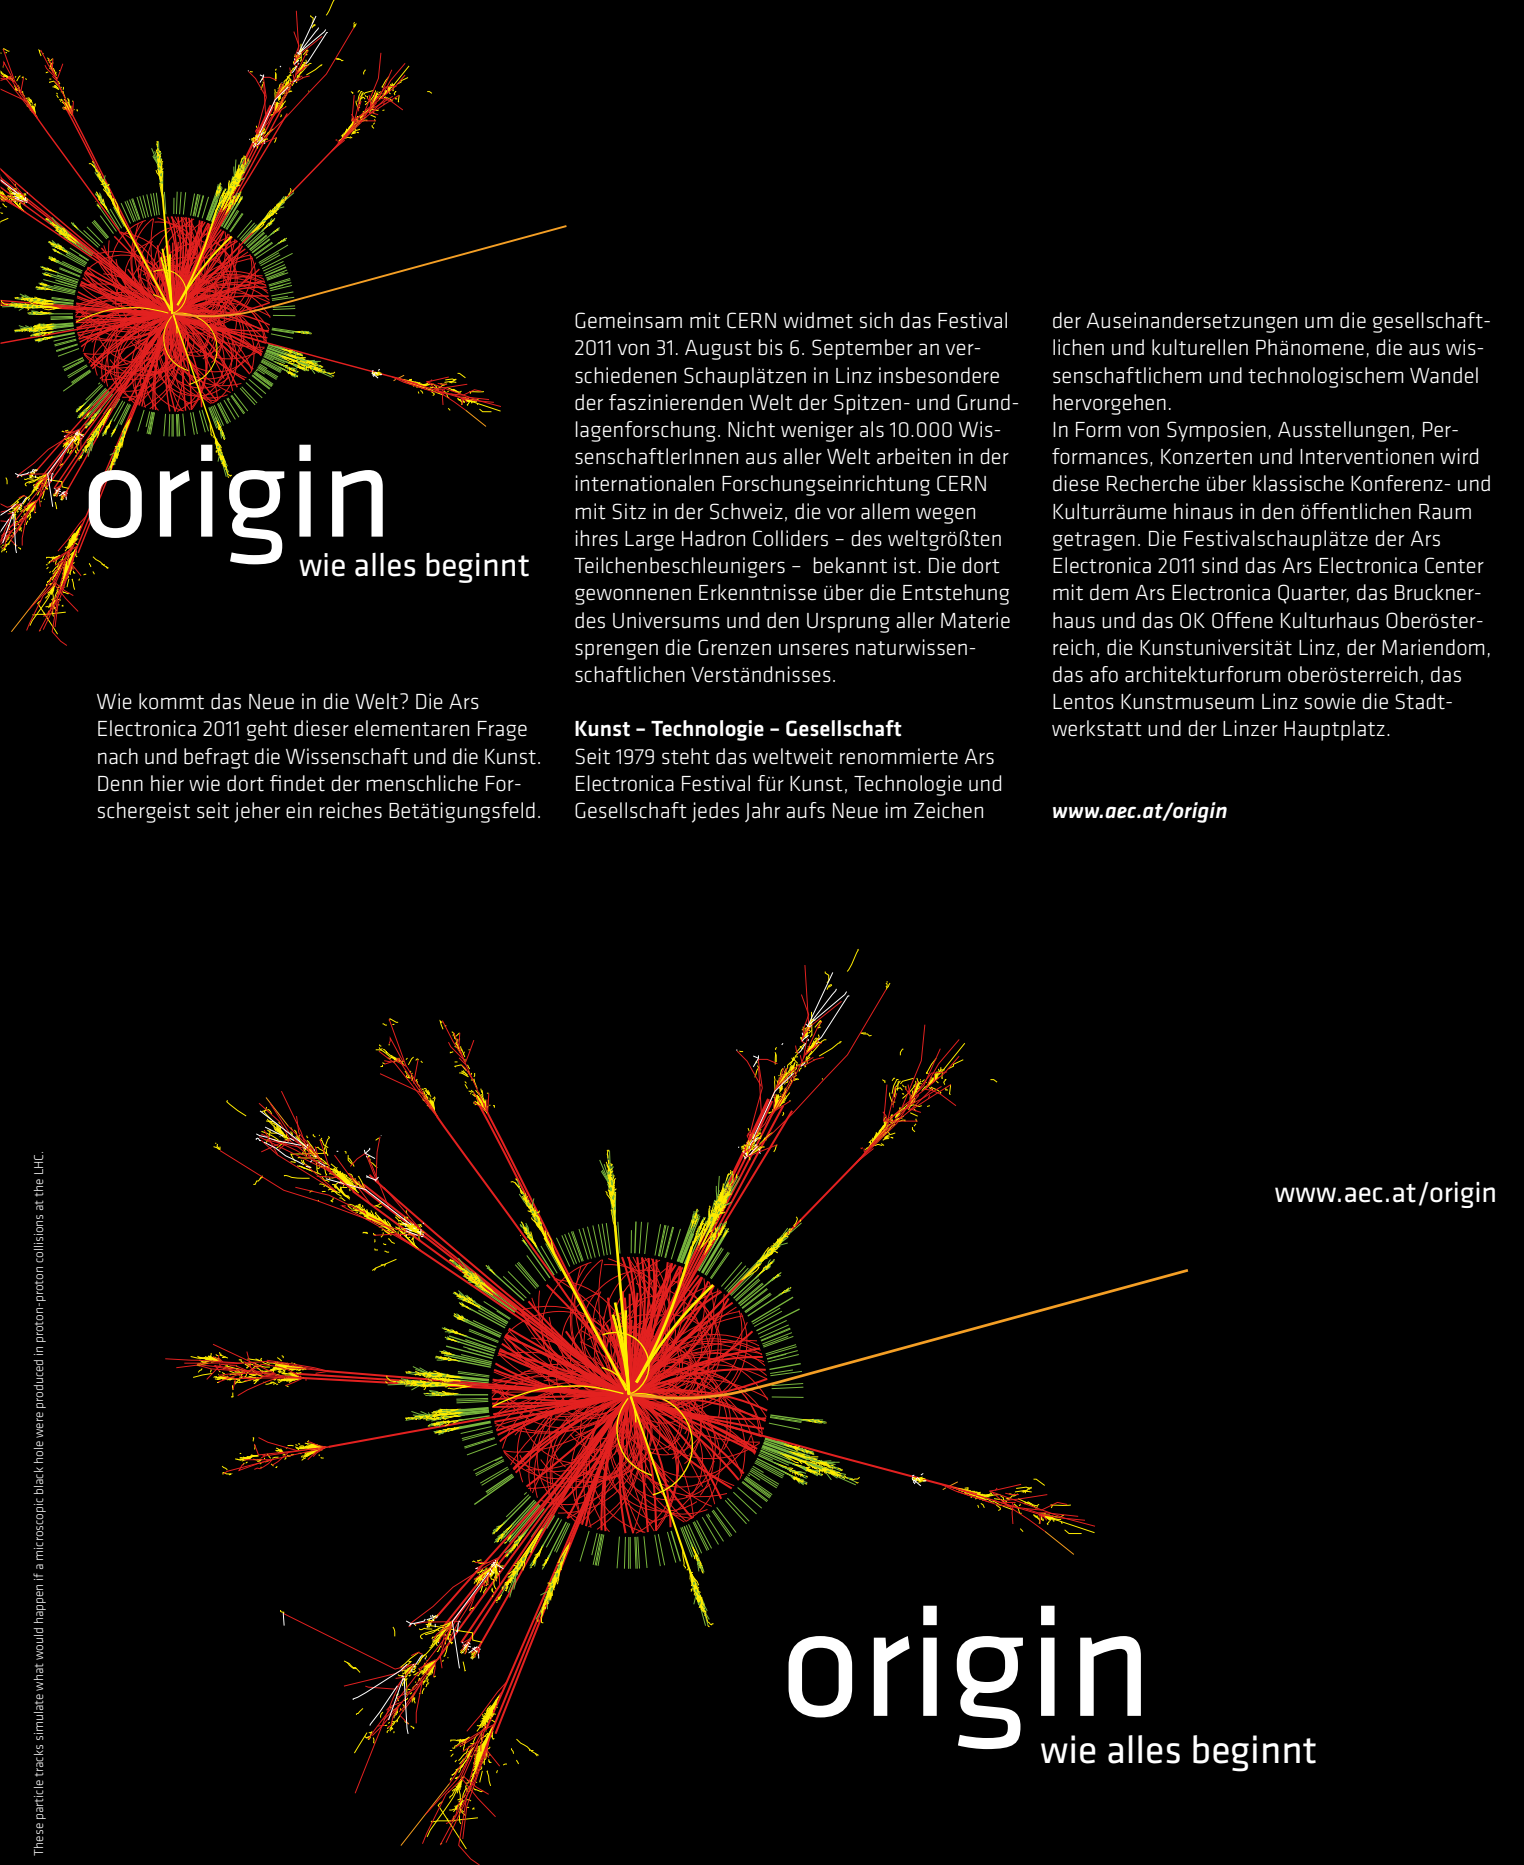 origin
wie alles beginnt
Wie kommt das Neue in die Welt? Die Ars
Electronica 2011 geht dieser elementaren Frage
nach und befragt die Wissenschaft und die Kunst.
Denn hier wie dort findet der menschliche For-
schergeist seit jeher ein reiches Betätigungsfeld.
Gemeinsam mit CERN widmet sich das Festival
2011 von 31. August bis 6. September an ver-
schiedenen Schauplätzen in Linz insbesondere
der faszinierenden Welt der Spitzen- und Grund-
lagenforschung. Nicht weniger als 10.000 Wis-
senschaftlerInnen aus aller Welt arbeiten in der
internationalen Forschungseinrichtung CERN
mit Sitz in der Schweiz, die vor allem wegen
ihres Large Hadron Colliders – des weltgrößten
Teilchenbeschleunigers –  bekannt ist. Die dort
gewonnenen Erkenntnisse über die Entstehung
des Universums und den Ursprung aller Materie
sprengen die Grenzen unseres naturwissen-
schaftlichen Verständnisses.
Kunst – Technologie – Gesellschaft
Seit 1979 steht das weltweit renommierte Ars
Electronica Festival für Kunst, Technologie und
Gesellschaft jedes Jahr aufs Neue im Zeichen
der Auseinandersetzungen um die gesellschaft-
lichen und kulturellen Phänomene, die aus wis-
senschaftlichem und technologischem Wandel
hervorgehen.
In Form von Symposien, Ausstellungen, Per-
formances, Konzerten und Interventionen wird
diese Recherche über klassische Konferenz- und
Kulturräume hinaus in den öffentlichen Raum
getragen. Die Festivalschauplätze der Ars
Electronica 2011 sind das Ars Electronica Center
mit dem Ars Electronica Quarter, das Bruckner-
haus und das OK Offene Kulturhaus Oberöster-
reich, die Kunstuniversität Linz, der Mariendom,
das afo architekturforum oberösterreich, das
Lentos Kunstmuseum Linz sowie die Stadt-
werkstatt und der Linzer Hauptplatz.
www.aec.at/origin
These particle tracks simulate what would happen if a microscopic black hole were produced in proton-proton collisions at the LHC.
www.aec.at/origin
origin
wie alles beginnt